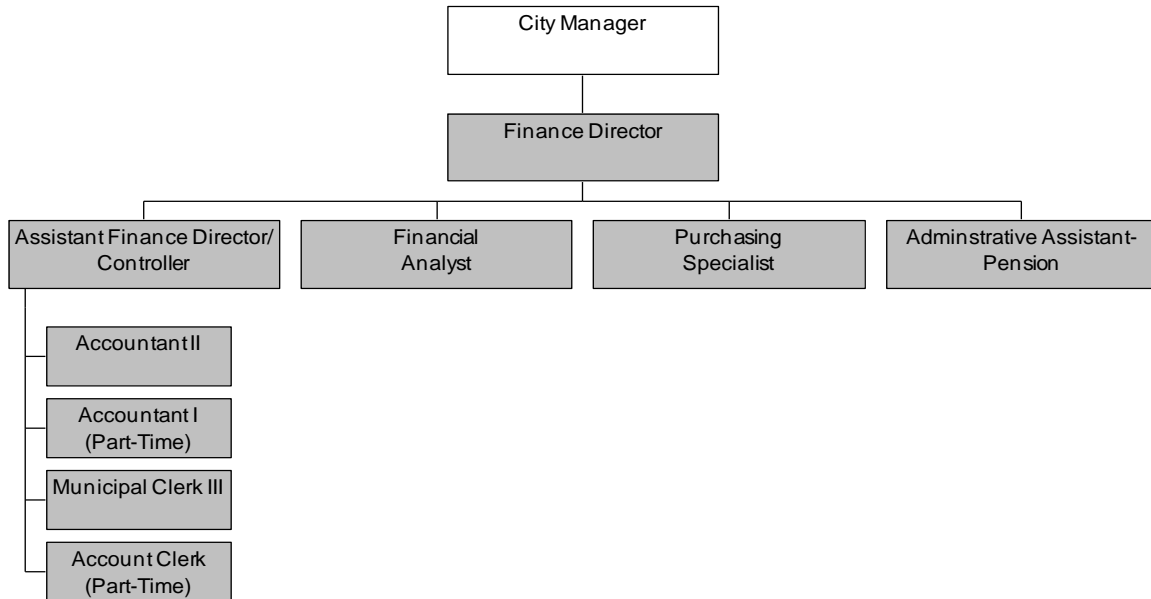 City Manager
Finance Director
Assistant Finance Director/
Controller
Financial
Analyst
Purchasing
Specialist
Adminstrative Assistant-
Pension
Accountant II
Accountant I
(Part-Time)
Municipal Clerk III
Account Clerk
(Part-Time)